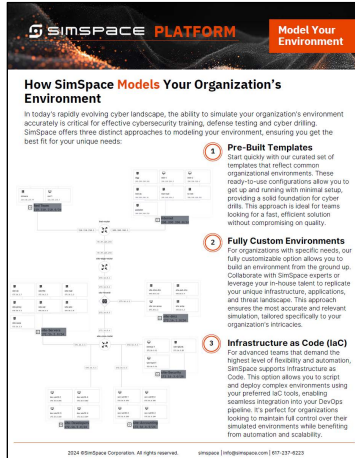 SIMSPACE PLATFORM
Model Your
Environment
How SimSpace Models Your Organization's
Environment
In today's rapidly evolving cyber landscape, the ability to simulate your organization's environment
accurately is critical for effective cybersecurity training, defense testing and cyber drilling.
SimSpace offers three distinct approaches to modeling your environment, ensuring you get the
best fit for your unique needs:
1
Pre-Built Templates
Start quickly with our curated set of
templates that reflect common
organizational environments. These
ready-to-use configurations allow you to
get up and running with minimal setup,
providing a solid foundation for cyber
drills. This approach is ideal for teams
looking for a fast, efficient solution
without compromising on quality.
2
Fully Custom Environments
For organizations with specific needs, our
fully customizable option allows you to
build an environment from the ground up.
Collaborate with SimSpace experts or
leverage your in-house talent to replicate
your unique infrastructure, applications,
and threat landscape. This approach
ensures the most accurate and relevant
simulation, tailored specifically to your
organization's intricacies.
3
Infrastructure as Code (IaC)
For advanced teams that demand the
highest level of flexibility and automation,
SimSpace supports Infrastructure as
Code. This option allows you to script
and deploy complex environments using
your preferred IaC tools, enabling
seamless integration into your DevOps
pipeline. It's perfect for organizations
looking to maintain full control over their
simulated environments while benefiting
from automation and scalability.
2024 ©SimSpace Corporation. All rights reserved. simspace | info@simspace.com | 617-237-6223